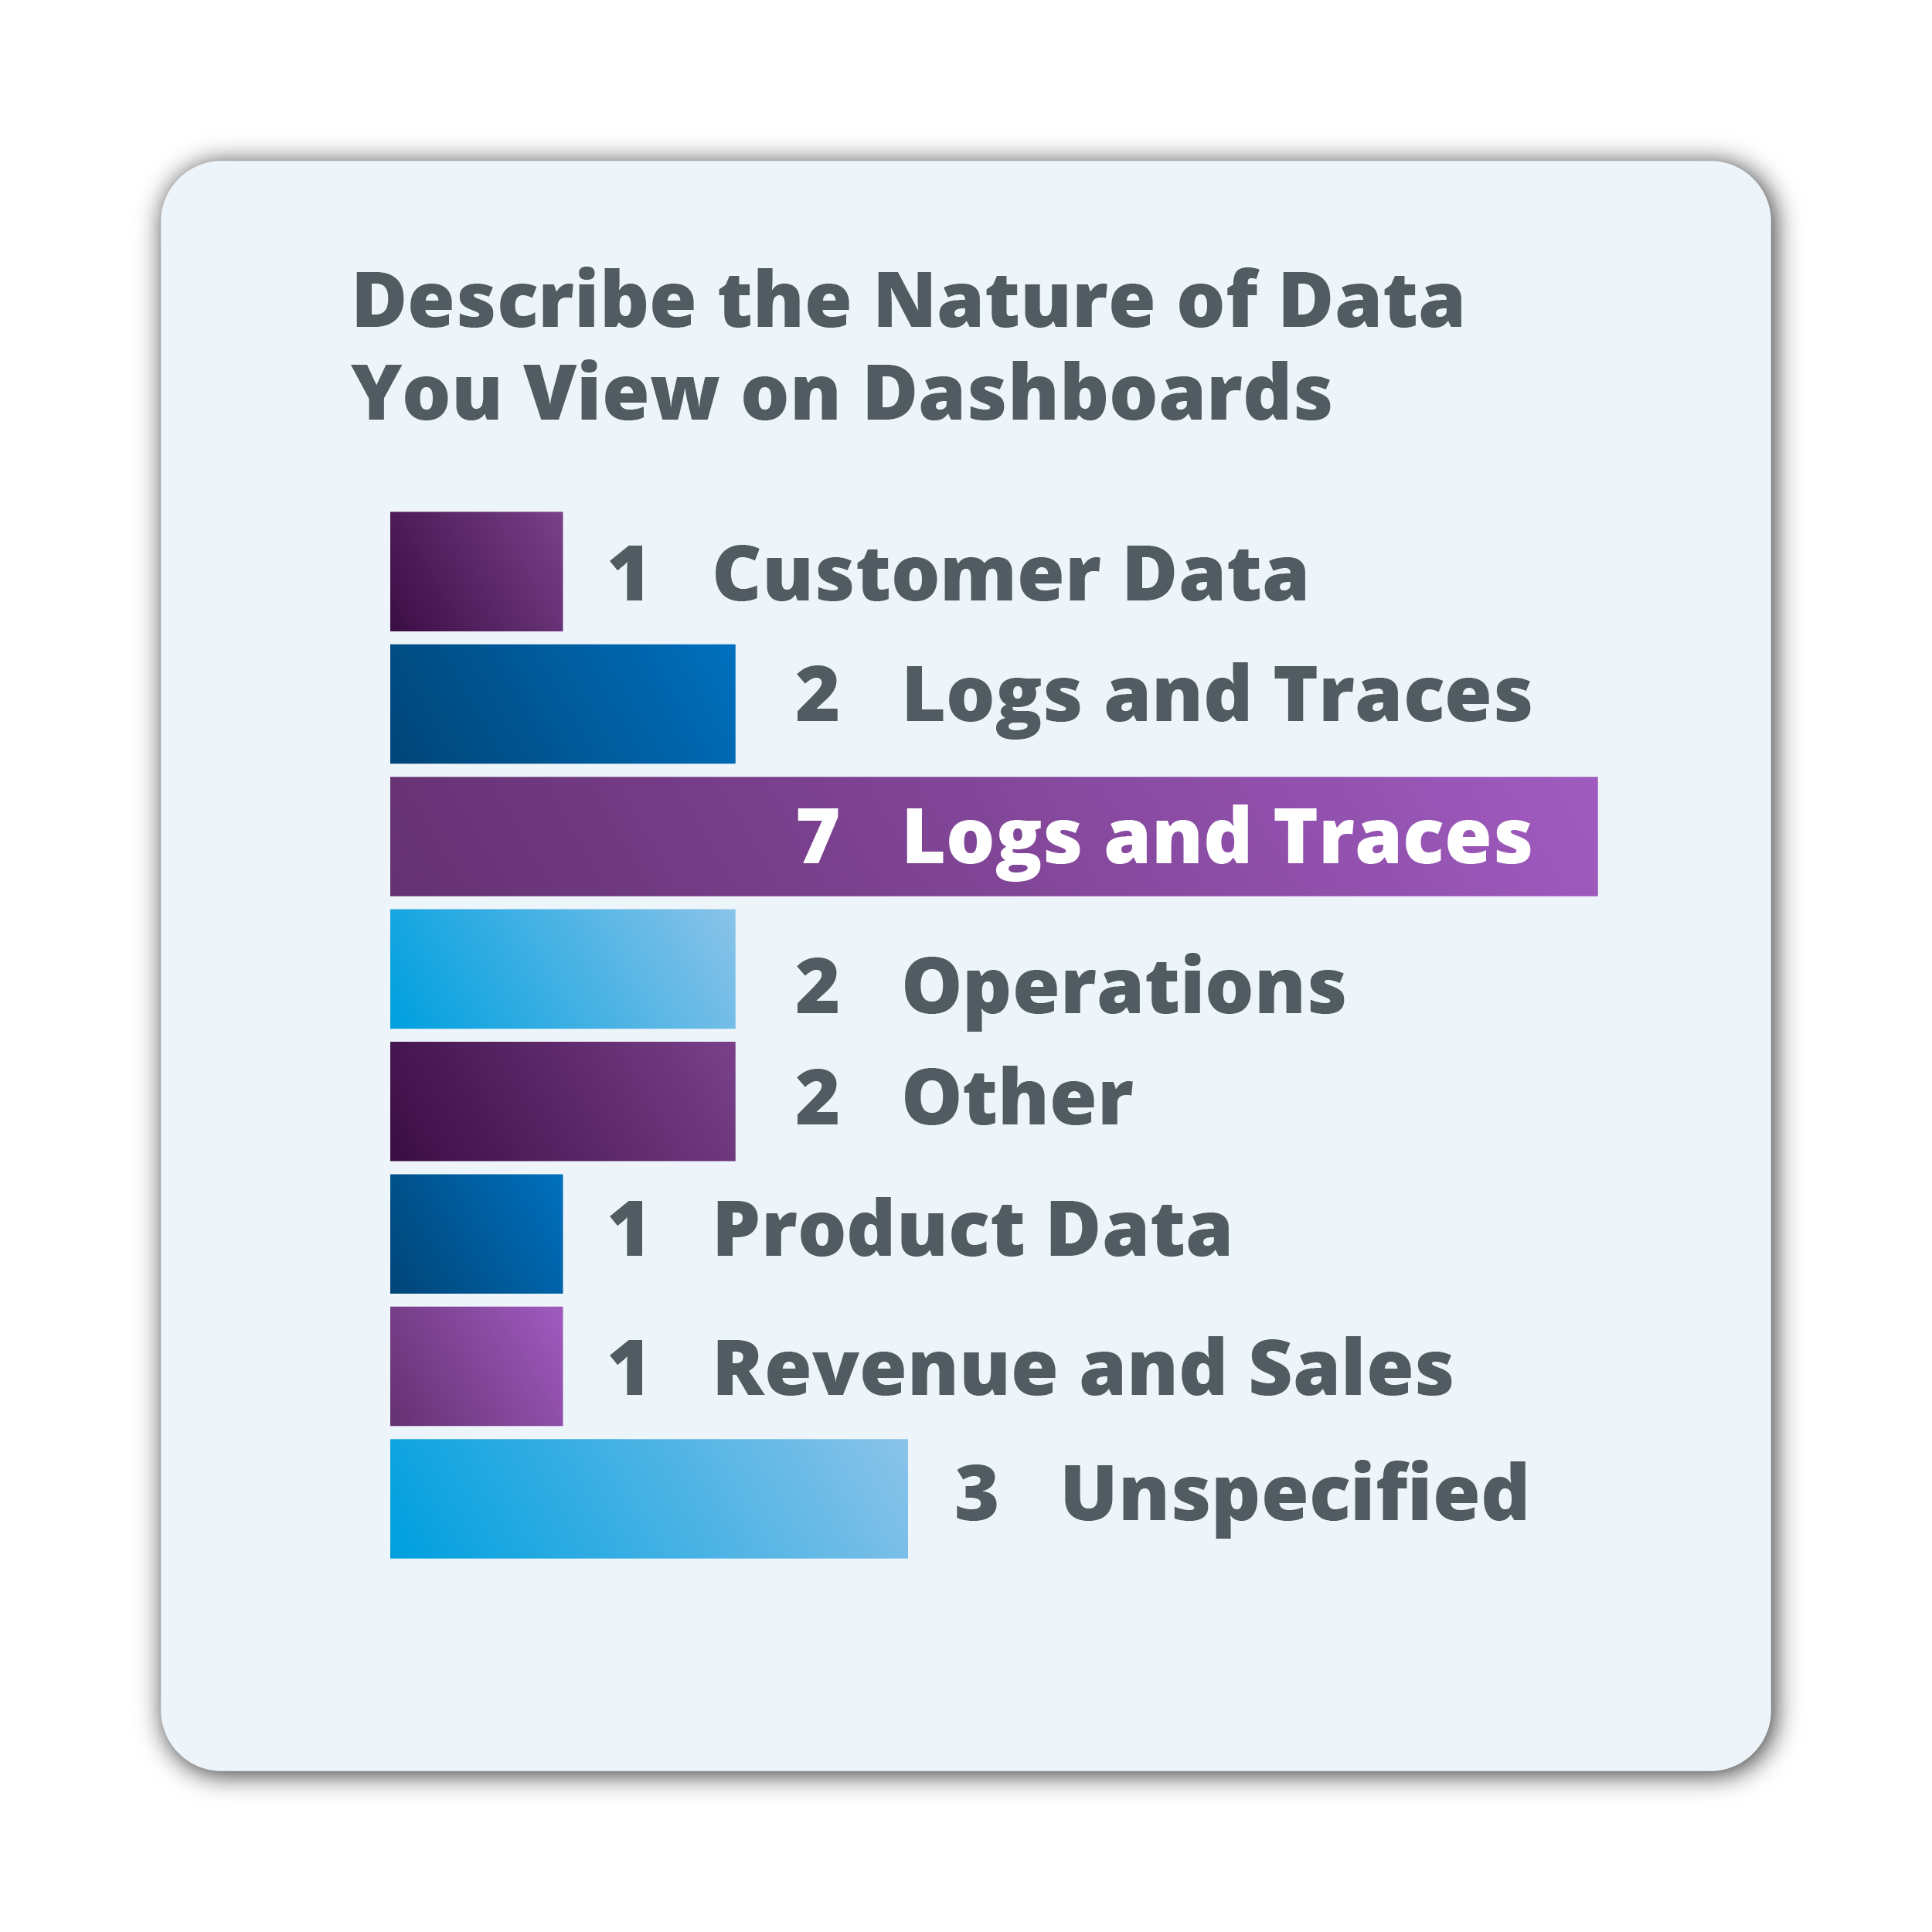 Describe the Nature of Data
You View on Dashboards
1 Customer Data
2 Logs and Traces
7 Logs and Traces
2 Operations
2 Other
1 Product Data
1 Revenue and Sales
3 Unspecified